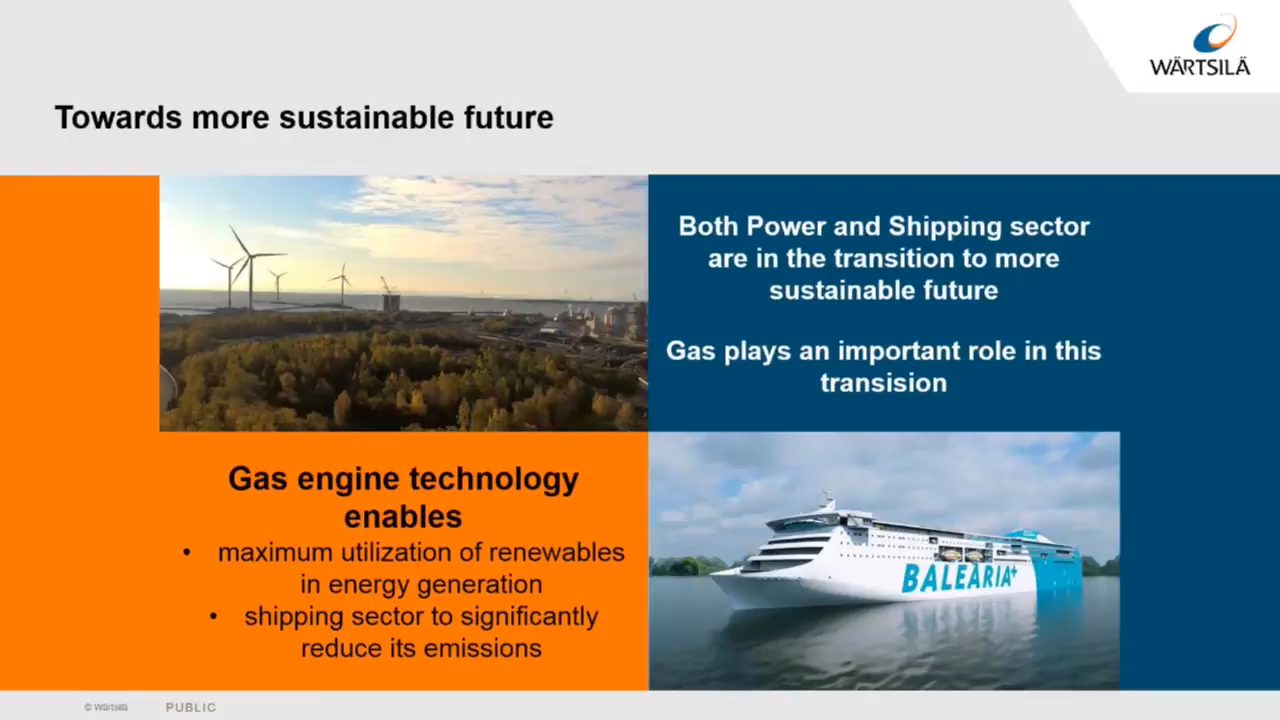 WÄRTSILÄ
Towards more sustainable future
Both Power and Shipping sector
are in the transition to more
sustainable future
Gas plays an important role in this
transision
Gas engine technology
enables
• maximum utilization of renewables
in energy generation
• shipping sector to significantly
reduce its emissions
BALEARIA+
© Wärtsilä PUBLIC